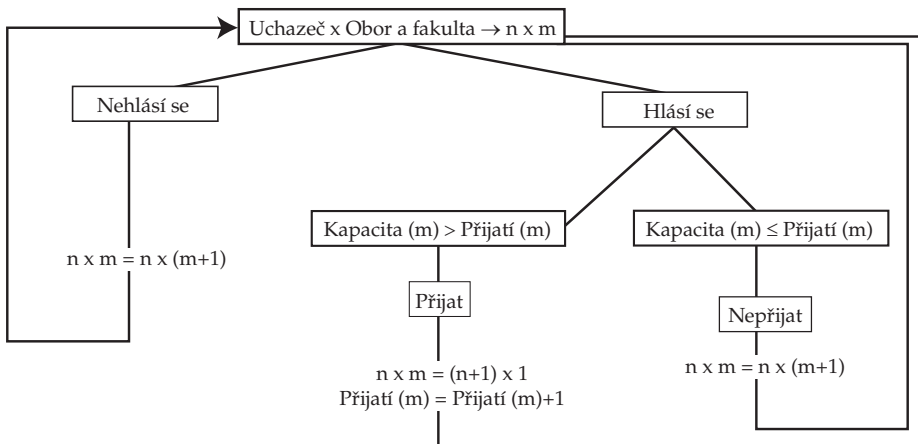 Uchazeč x Obor a fakulta → n x m
Nehlásí se
Hlásí se
Kapacita (m) > Přijatí (m)
Kapacita (m) ≤ Přijatí (m)
n x m = n x (m+1)
Přijat
Nepřijat
n x m = (n+1) x 1
Přijatí (m) = Přijatí (m)+1
n x m = n x (m+1)